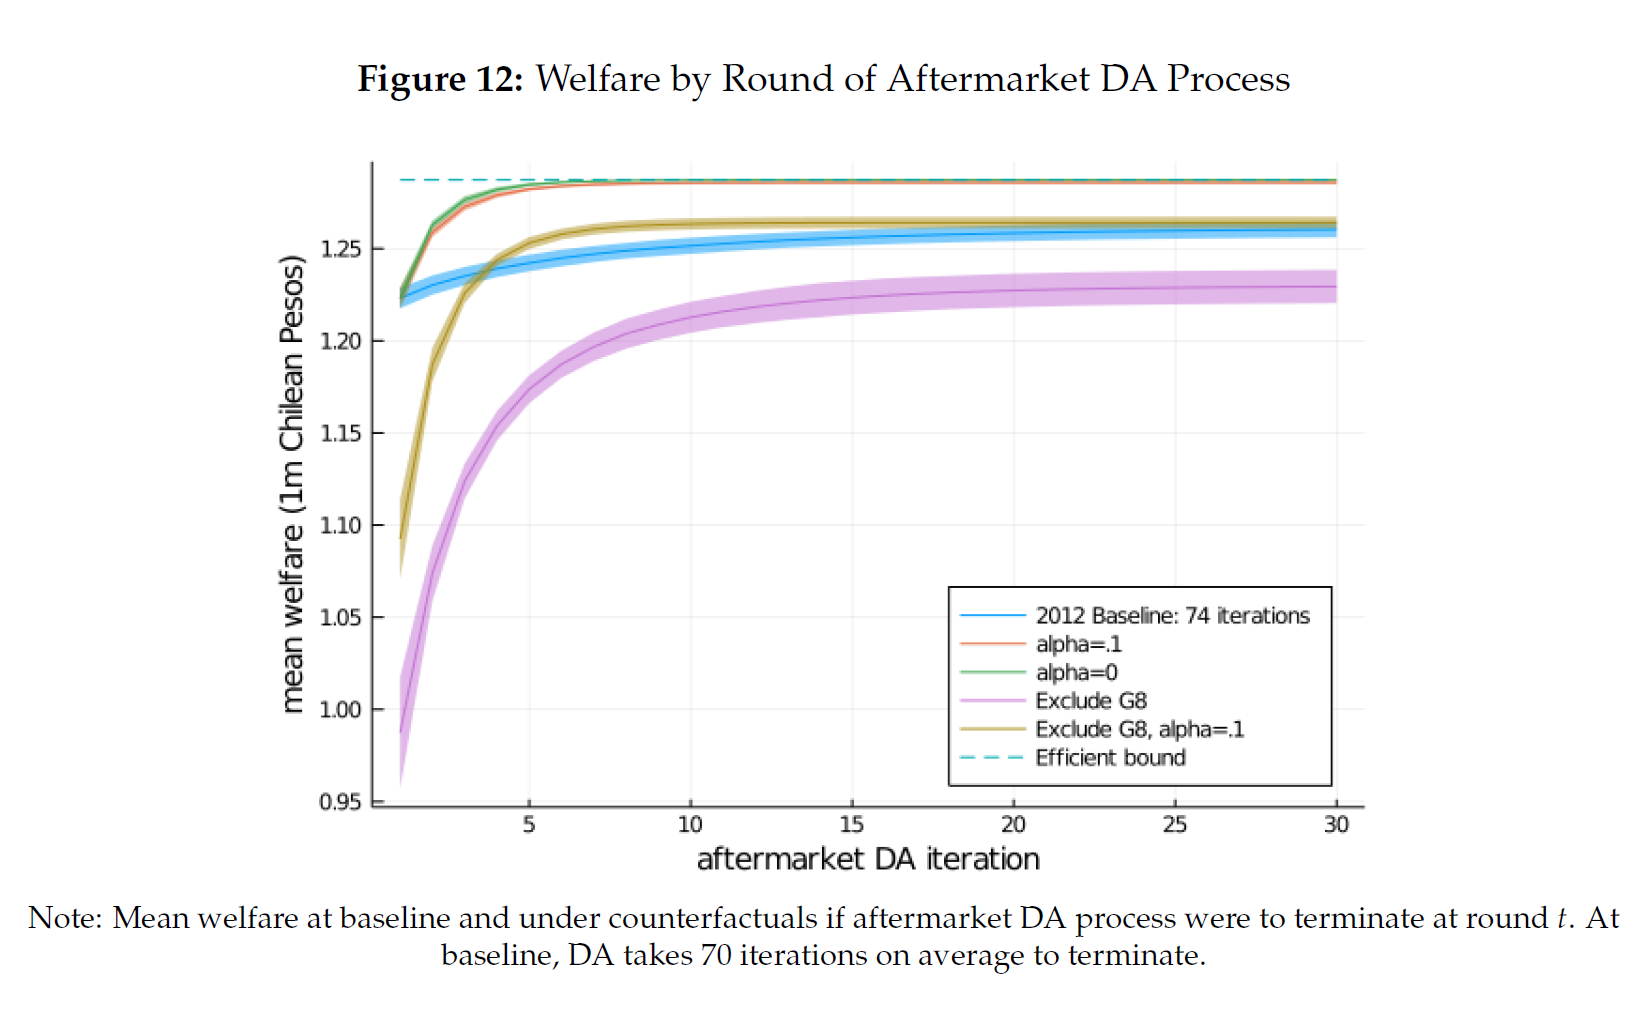 Figure 12: Welfare by Round of Aftermarket DA Process
mean welfare (1m Chilean Pesos)
1.25
1.20
1.15
1.10
1.05
1.00
0.95
2012 Baseline: 74 iterations
alpha=.1
alpha=0
Exclude G8
Exclude G8, alpha=.1
Efficient bound
5 10 15 20 25 30
aftermarket DA iteration
Note: Mean welfare at baseline and under counterfactuals if aftermarket DA process were to terminate at round t. At
baseline, DA takes 70 iterations on average to terminate.